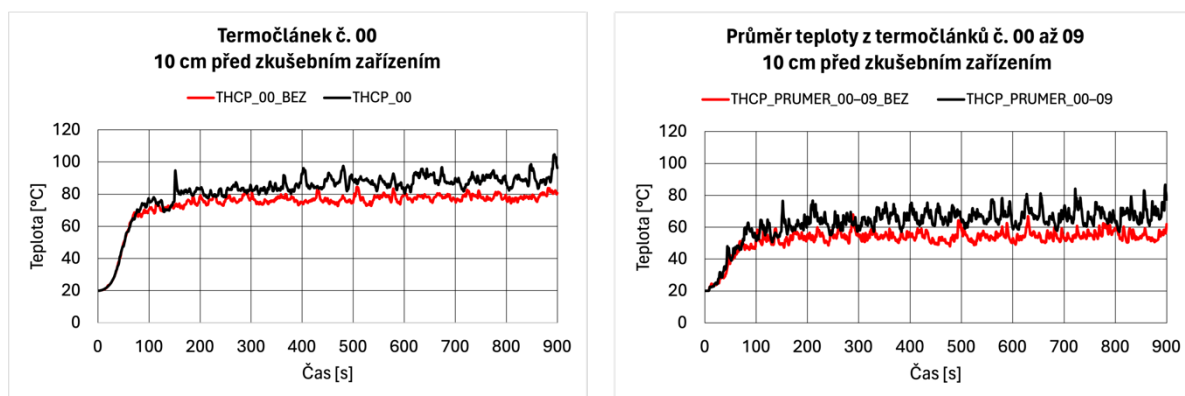 Termočlánek č. 00
10 cm před zkušebním zařízením
THCP_00_BEZ THCP_00
120
100
80
60
40
20
0
Teplota [°C]
0 100 200 300 400 500 600 700 800 900
Čas [s]
Průměr teploty z termočlánků č. 00 až 09
10 cm před zkušebním zařízením
THCP_PRUMER_00–09_BEZ THCP_PRUMER_00–09
120
100
80
60
40
20
0
Teplota [°C]
0 100 200 300 400 500 600 700 800 900
Čas [s]